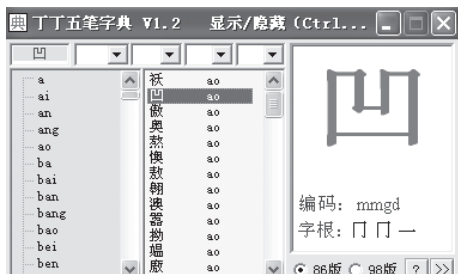 典 丁丁五笔字典 V1.2 显示/隐藏 (Ctrl...
凹
a
ai
an
ang
ao
ba
bai
ban
bang
bao
bei
ben
袄 ao
凹 ao
傲 ao
奥 ao
熬 ao
懊 ao
敖 ao
翱 ao
澳 ao
嚣 ao
拗 ao
媪 ao
廒 ao
凹
编码: mmgd
字根: 冂 冂 一
86版 98版 ? >>